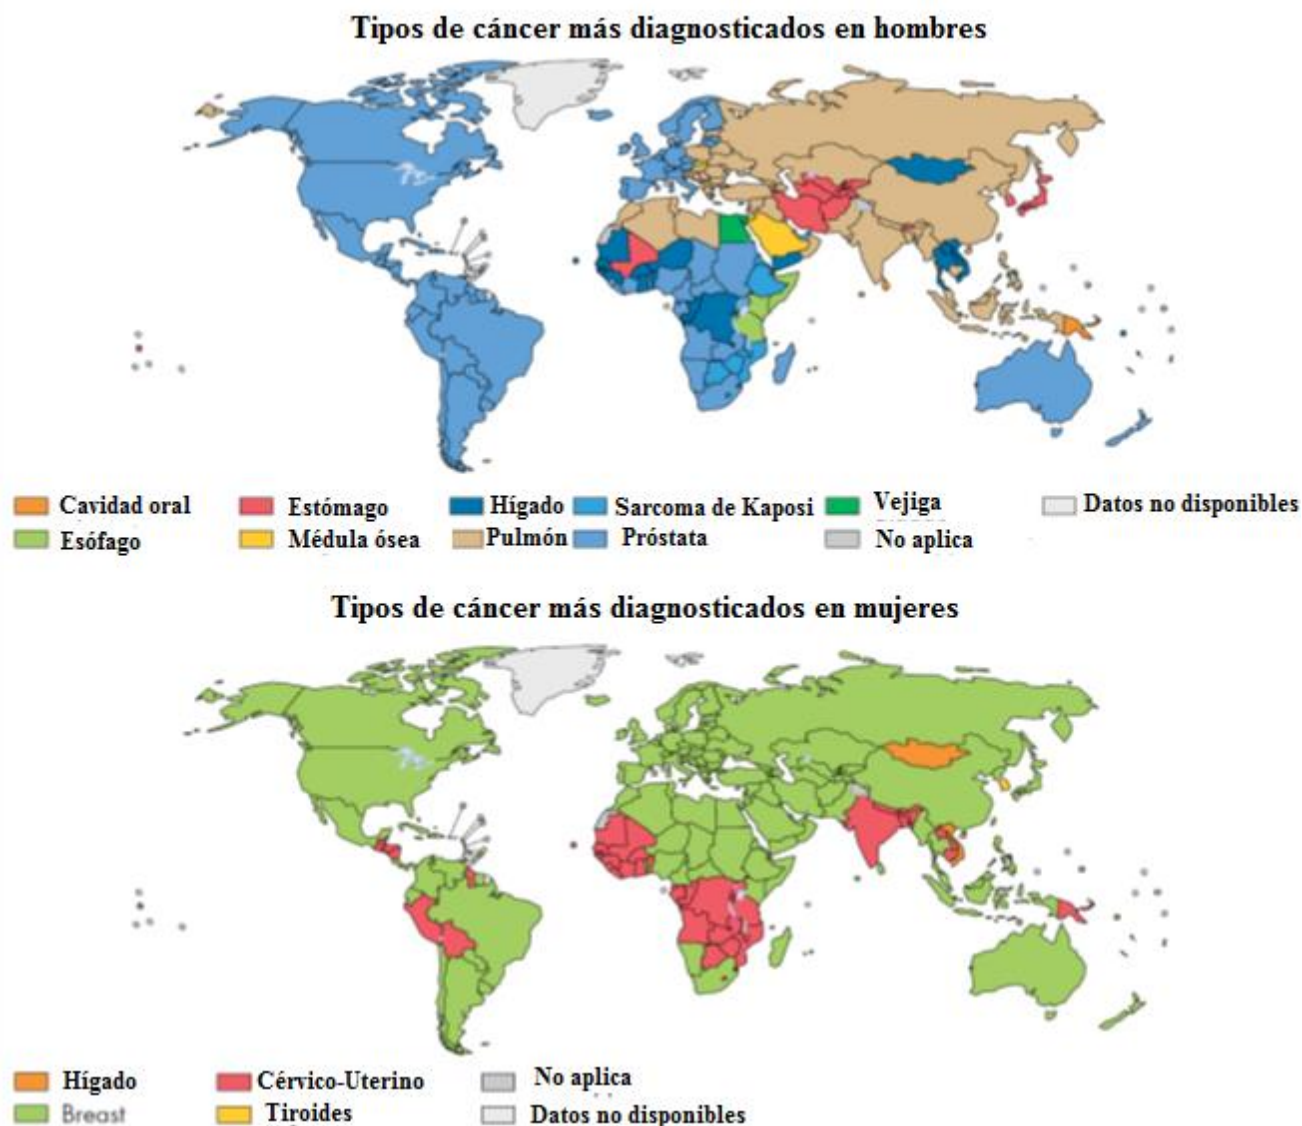 Tipos de cáncer más diagnosticados en hombres
Cavidad oral Estómago Hígado Sarcoma de Kaposi Vejiga Datos no disponibles
Esófago Médula ósea Pulmón Próstata No aplica
Tipos de cáncer más diagnosticados en mujeres
Hígado Cérvico-Uterino No aplica
Breast Tiroides Datos no disponibles